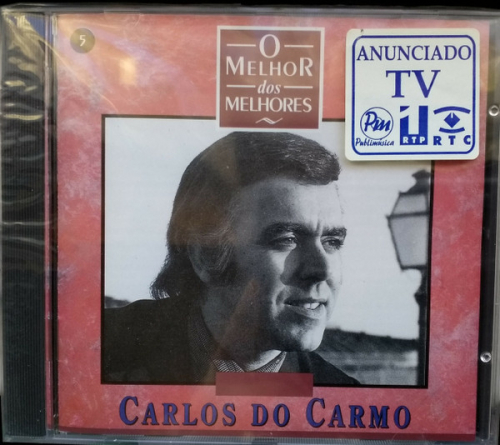 5
O
MELHOR
dos
MELHORES
ANUNCIADO
TV
Pm
Publimúsica
RTP
RTC
CARLOS DO CARMO